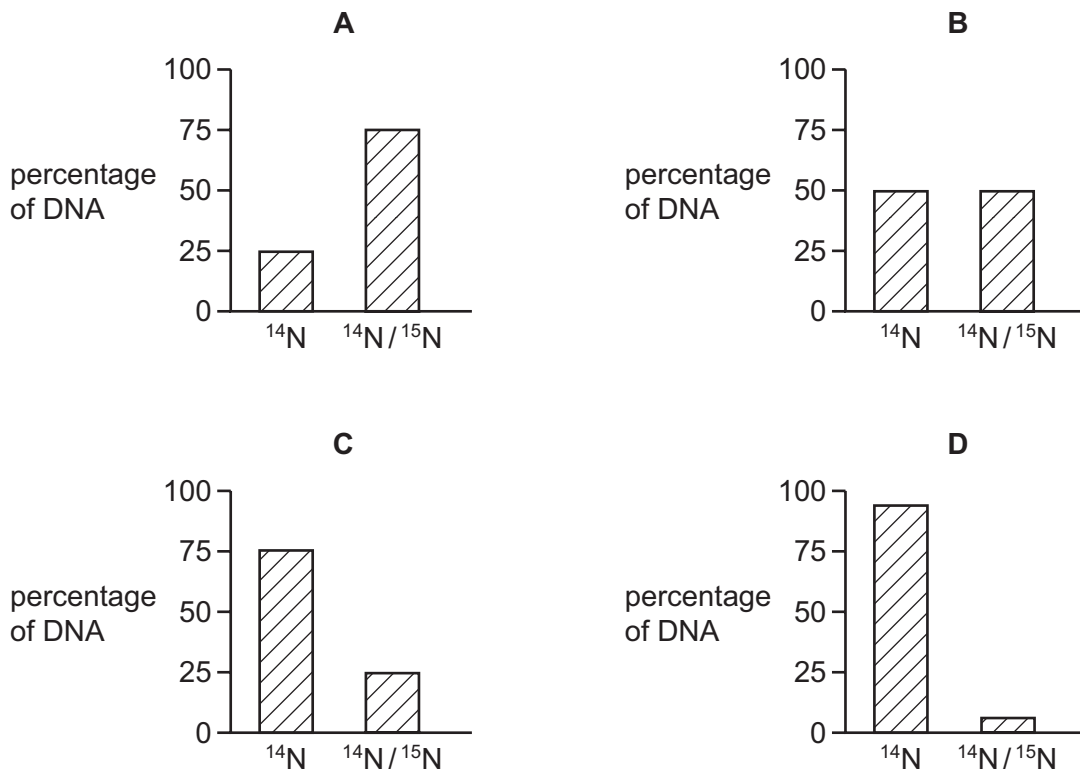 A
100
75
50
25
0
percentage
of DNA
¹⁴N
¹⁴N / ¹⁵N
B
100
75
50
25
0
percentage
of DNA
¹⁴N
¹⁴N / ¹⁵N
C
100
75
50
25
0
percentage
of DNA
¹⁴N
¹⁴N / ¹⁵N
D
100
75
50
25
0
percentage
of DNA
¹⁴N
¹⁴N / ¹⁵N